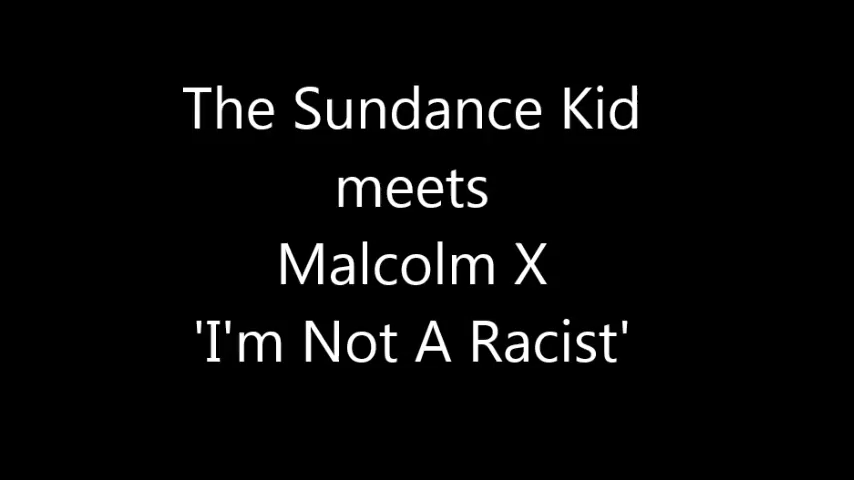 The Sundance Kid
meets
Malcolm X
'I'm Not A Racist'